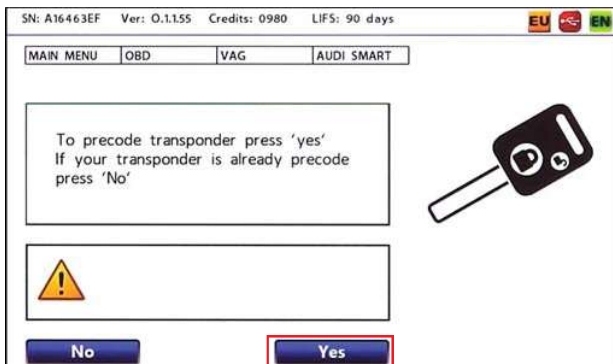 SN: A16463EF Ver: O.1.1.55 Credits: 0980 LIFS: 90 days EU EN
MAIN MENU OBD VAG AUDI SMART
To precode transponder press 'yes'
If your transponder is already precode
press 'No'
No Yes